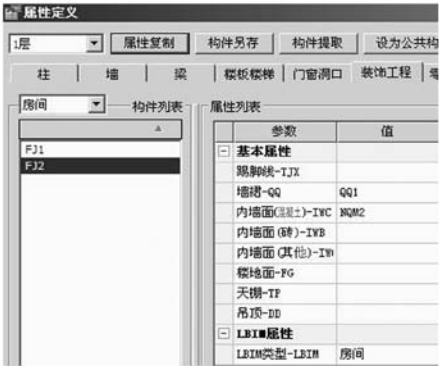 属性定义
1层 属性复制 构件另存 构件提取 设为公共构
柱 墙 梁 楼板楼梯 门窗洞口 装饰工程
房间 构件列表 属性列表
参数 值
FJ1
FJ2
基本属性
踢脚线-TJX
墙裙-QQ QQ1
内墙面(混凝土)-IWC NQM2
内墙面(砖)-IWB
内墙面(其他)-IW
楼地面-FG
天棚-TP
吊顶-DD
LBIM属性
LBIM类型-LBIM 房间